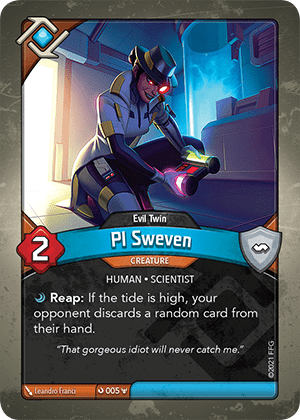 Evil Twin
PI Sweven
CREATURE
2
HUMAN • SCIENTIST
Reap: If the tide is high, your
opponent discards a random card from
their hand.
"That gorgeous idiot will never catch me."
Leandro Franci
005
©2021 FFG